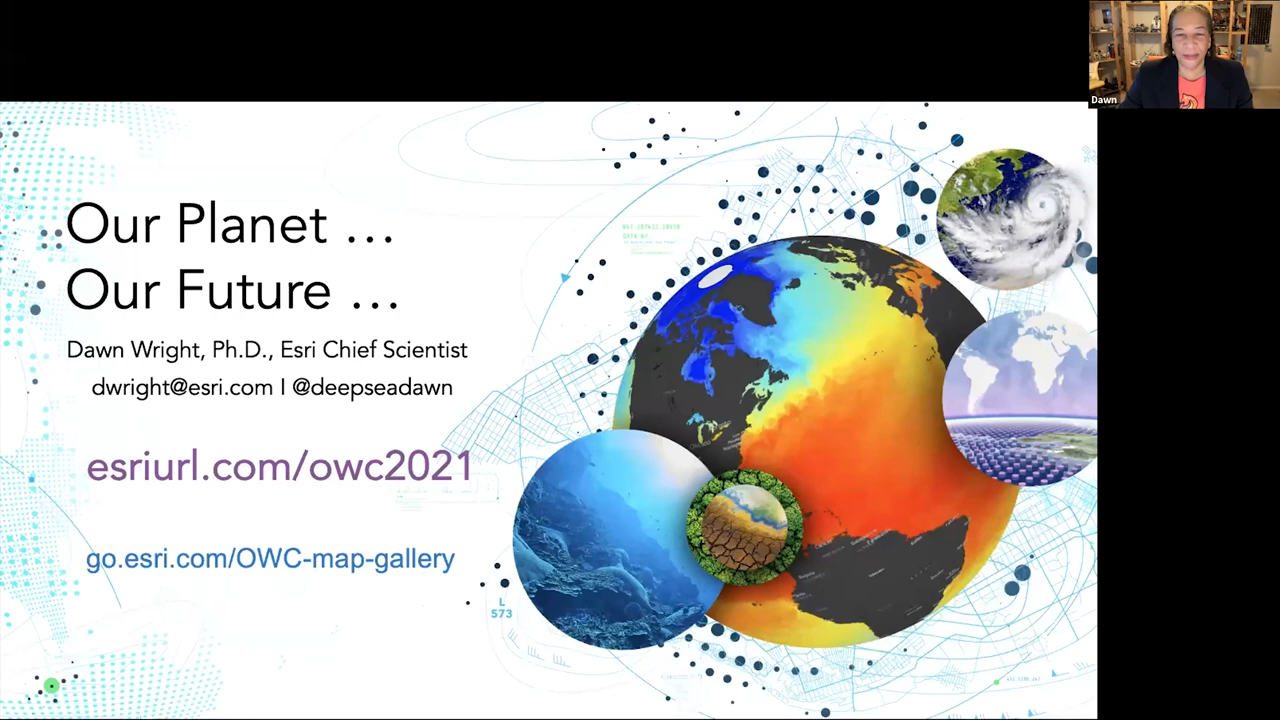 Dawn
Our Planet ...
Our Future ...
Dawn Wright, Ph.D., Esri Chief Scientist
dwright@esri.com I @deepseadawn
esriurl.com/owc2021
go.esri.com/OWC-map-gallery
L
573